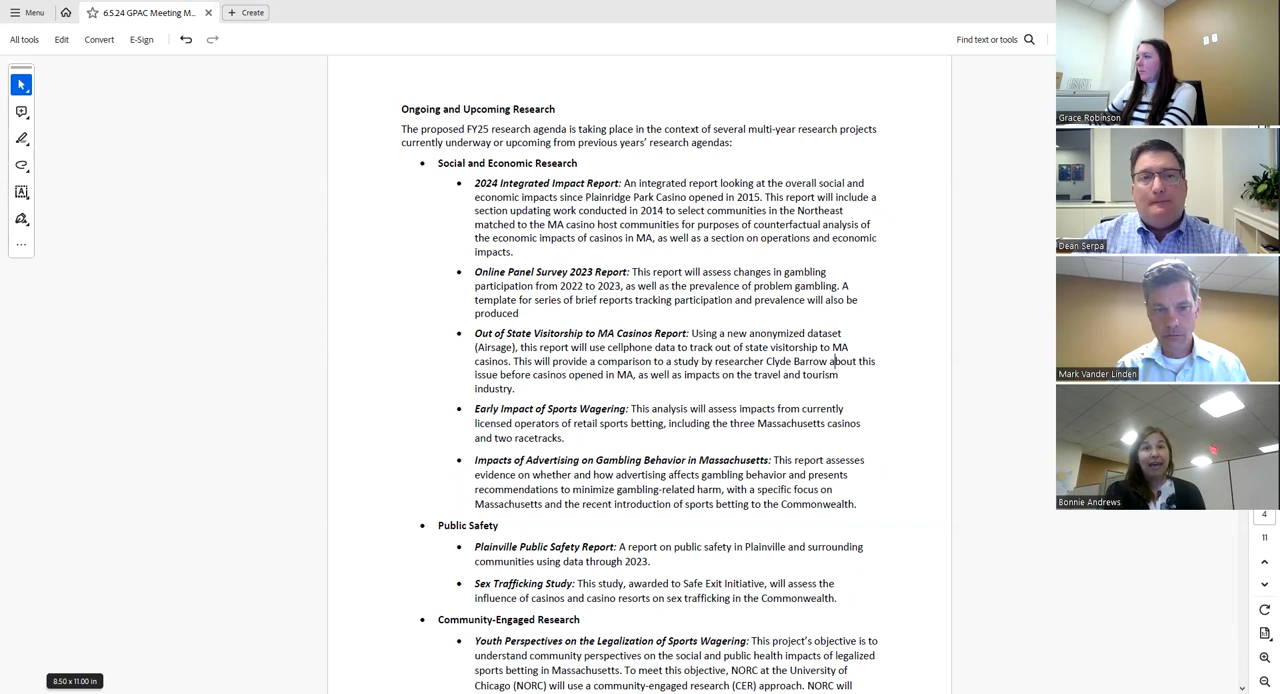 Menu
6.5.24 GPAC Meeting M...
Create
All tools
Edit
Convert
E-Sign
Find text or tools
Ongoing and Upcoming Research
The proposed FY25 research agenda is taking place in the context of several multi-year research projects
currently underway or upcoming from previous years' research agendas:
• Social and Economic Research
• 2024 Integrated Impact Report: An integrated report looking at the overall social and
economic impacts since Plainridge Park Casino opened in 2015. This report will include a
section updating work conducted in 2014 to select communities in the Northeast
matched to the MA casino host communities for purposes of counterfactual analysis of
the economic impacts of casinos in MA, as well as a section on operations and economic
impacts.
• Online Panel Survey 2023 Report: This report will assess changes in gambling
participation from 2022 to 2023, as well as the prevalence of problem gambling. A
template for series of brief reports tracking participation and prevalence will also be
produced
• Out of State Visitorship to MA Casinos Report: Using a new anonymized dataset
(Airsage), this report will use cellphone data to track out of state visitorship to MA
casinos. This will provide a comparison to a study by researcher Clyde Barrow about this
issue before casinos opened in MA, as well as impacts on the travel and tourism
industry.
• Early Impact of Sports Wagering: This analysis will assess impacts from currently
licensed operators of retail sports betting, including the three Massachusetts casinos
and two racetracks.
• Impacts of Advertising on Gambling Behavior in Massachusetts: This report assesses
evidence on whether and how advertising affects gambling behavior and presents
recommendations to minimize gambling-related harm, with a specific focus on
Massachusetts and the recent introduction of sports betting to the Commonwealth.
• Public Safety
• Plainville Public Safety Report: A report on public safety in Plainville and surrounding
communities using data through 2023.
• Sex Trafficking Study: This study, awarded to Safe Exit Initiative, will assess the
influence of casinos and casino resorts on sex trafficking in the Commonwealth.
• Community-Engaged Research
• Youth Perspectives on the Legalization of Sports Wagering: This project's objective is to
understand community perspectives on the social and public health impacts of legalized
sports betting in Massachusetts. To meet this objective, NORC at the University of
Chicago (NORC) will use a community-engaged research (CER) approach. NORC will
8.50 x 11.00 in
Grace Robinson
Dean Serpa
Mark Vander Linden
Bonnie Andrews
4
11